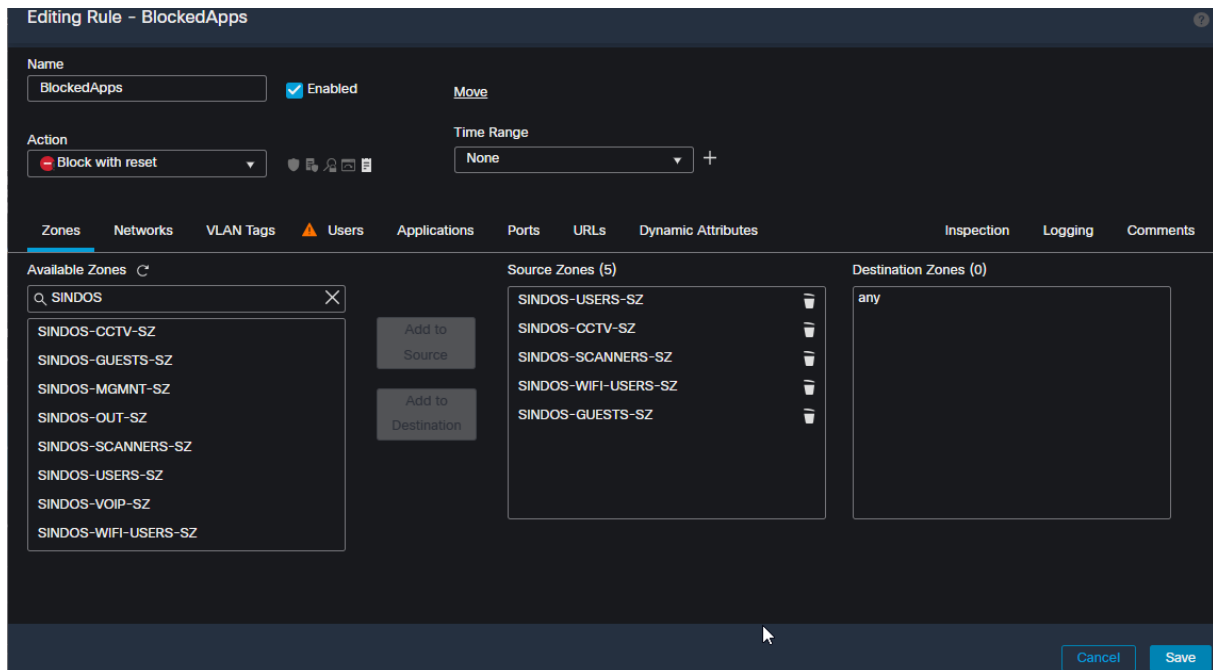 Editing Rule - BlockedApps
Name
BlockedApps
Enabled
Move
Action
Block with reset
Time Range
None
Zones Networks VLAN Tags Users Applications Ports URLs Dynamic Attributes Inspection Logging Comments
Available Zones
SINDOS
SINDOS-CCTV-SZ
SINDOS-GUESTS-SZ
SINDOS-MGMNT-SZ
SINDOS-OUT-SZ
SINDOS-SCANNERS-SZ
SINDOS-USERS-SZ
SINDOS-VOIP-SZ
SINDOS-WIFI-USERS-SZ
Add to
Source
Add to
Destination
Source Zones (5)
SINDOS-USERS-SZ
SINDOS-CCTV-SZ
SINDOS-SCANNERS-SZ
SINDOS-WIFI-USERS-SZ
SINDOS-GUESTS-SZ
Destination Zones (0)
any
Cancel Save